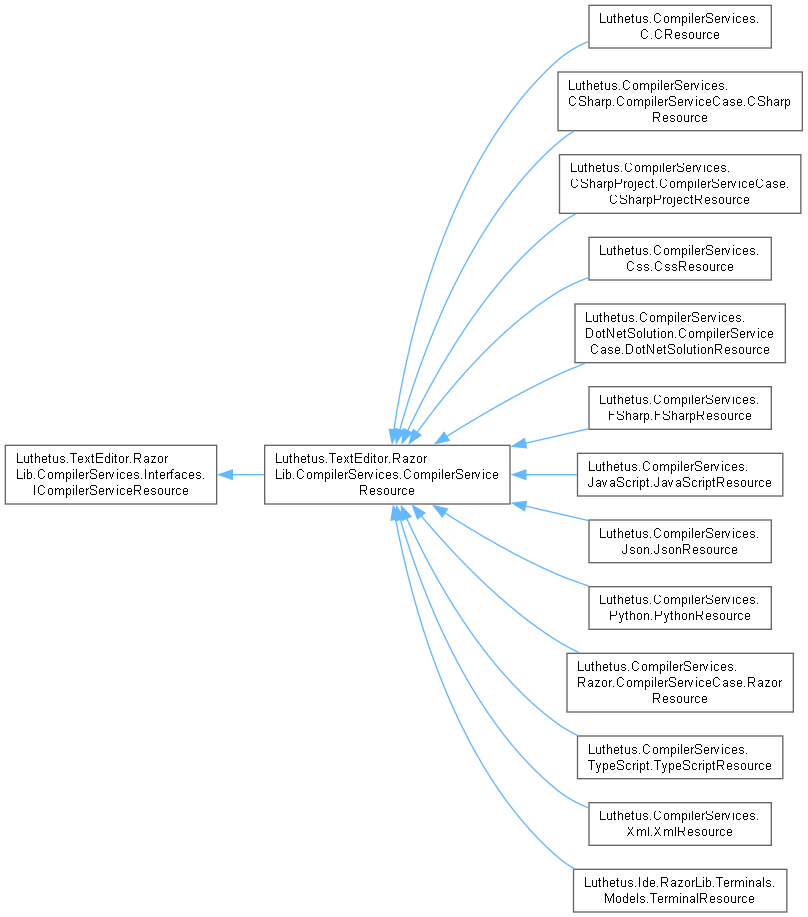 Luthetus.CompilerServices.
C.CResource
Luthetus.CompilerServices.
CSharp.CompilerServiceCase.CSharp
Resource
Luthetus.CompilerServices.
CSharpProject.CompilerServiceCase.
CSharpProjectResource
Luthetus.CompilerServices.
Css.CssResource
Luthetus.CompilerServices.
DotNetSolution.CompilerService
Case.DotNetSolutionResource
Luthetus.CompilerServices.
FSharp.FSharpResource
Luthetus.TextEditor.Razor
Lib.CompilerServices.Interfaces.
ICompilerServiceResource
Luthetus.TextEditor.Razor
Lib.CompilerServices.CompilerService
Resource
Luthetus.CompilerServices.
JavaScript.JavaScriptResource
Luthetus.CompilerServices.
Json.JsonResource
Luthetus.CompilerServices.
Python.PythonResource
Luthetus.CompilerServices.
Razor.CompilerServiceCase.Razor
Resource
Luthetus.CompilerServices.
TypeScript.TypeScriptResource
Luthetus.CompilerServices.
Xml.XmlResource
Luthetus.Ide.RazorLib.Terminals.
Models.TerminalResource